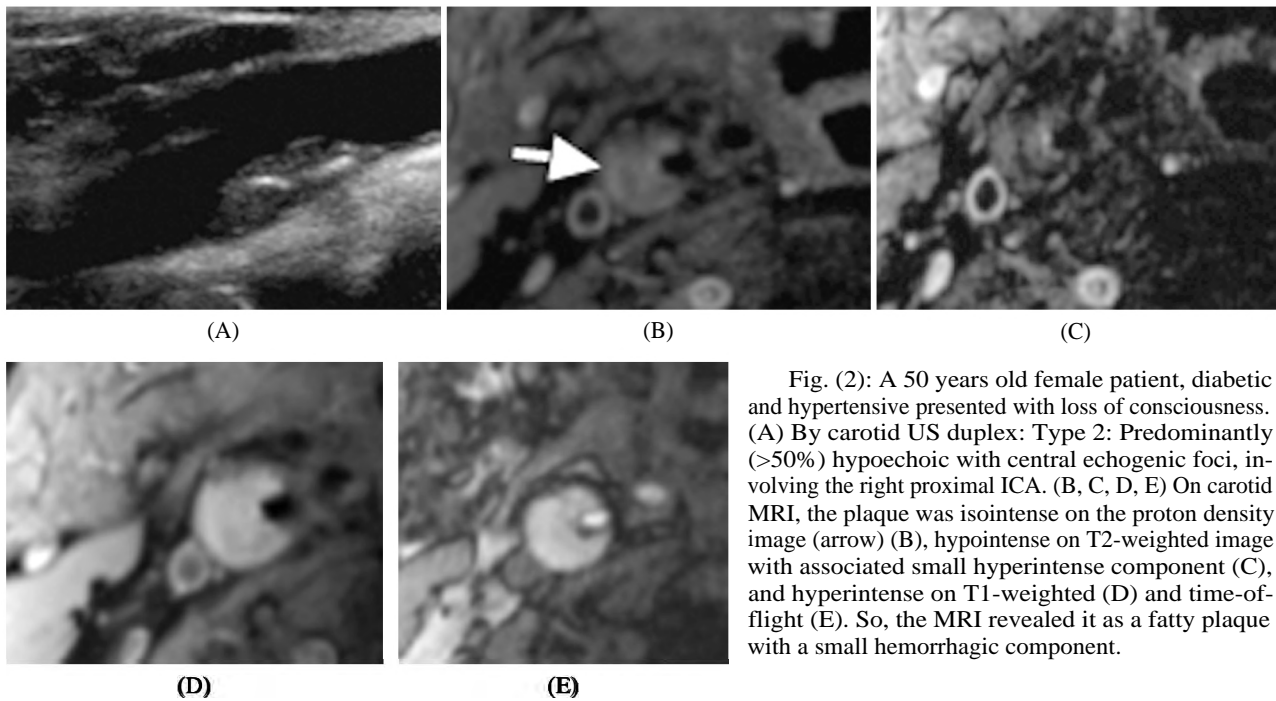 (A)
(B)
(C)
(D)
(E)
Fig. (2): A 50 years old female patient, diabetic
and hypertensive presented with loss of consciousness.
(A) By carotid US duplex: Type 2: Predominantly
(>50%) hypoechoic with central echogenic foci, in-
volving the right proximal ICA. (B, C, D, E) On carotid
MRI, the plaque was isointense on the proton density
image (arrow) (B), hypointense on T2-weighted image
with associated small hyperintense component (C),
and hyperintense on T1-weighted (D) and time-of-
flight (E). So, the MRI revealed it as a fatty plaque
with a small hemorrhagic component.